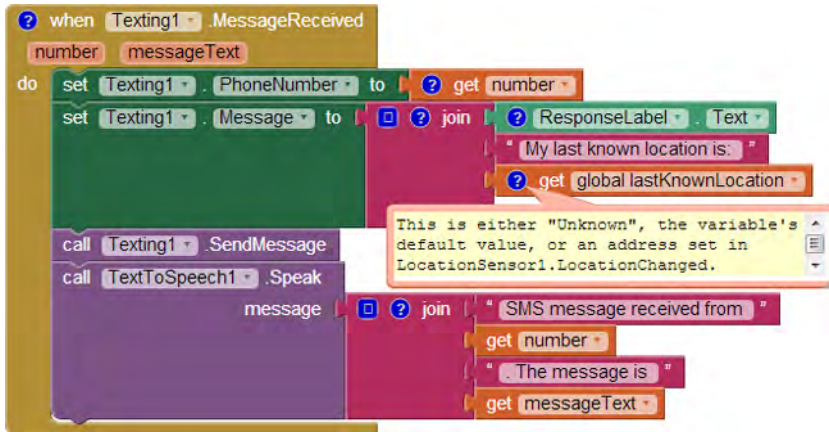 ? when Texting1 .MessageReceived
number messageText
do set Texting1 . PhoneNumber to ? get number
set Texting1 . Message to ? join ? ResponseLabel . Text
" My last known location is: "
? get global lastKnownLocation
This is either "Unknown", the variable's
default value, or an address set in
LocationSensor1.LocationChanged.
call Texting1 .SendMessage
call TextToSpeech1 .Speak
message ? join " SMS message received from "
get number
" . The message is "
get messageText